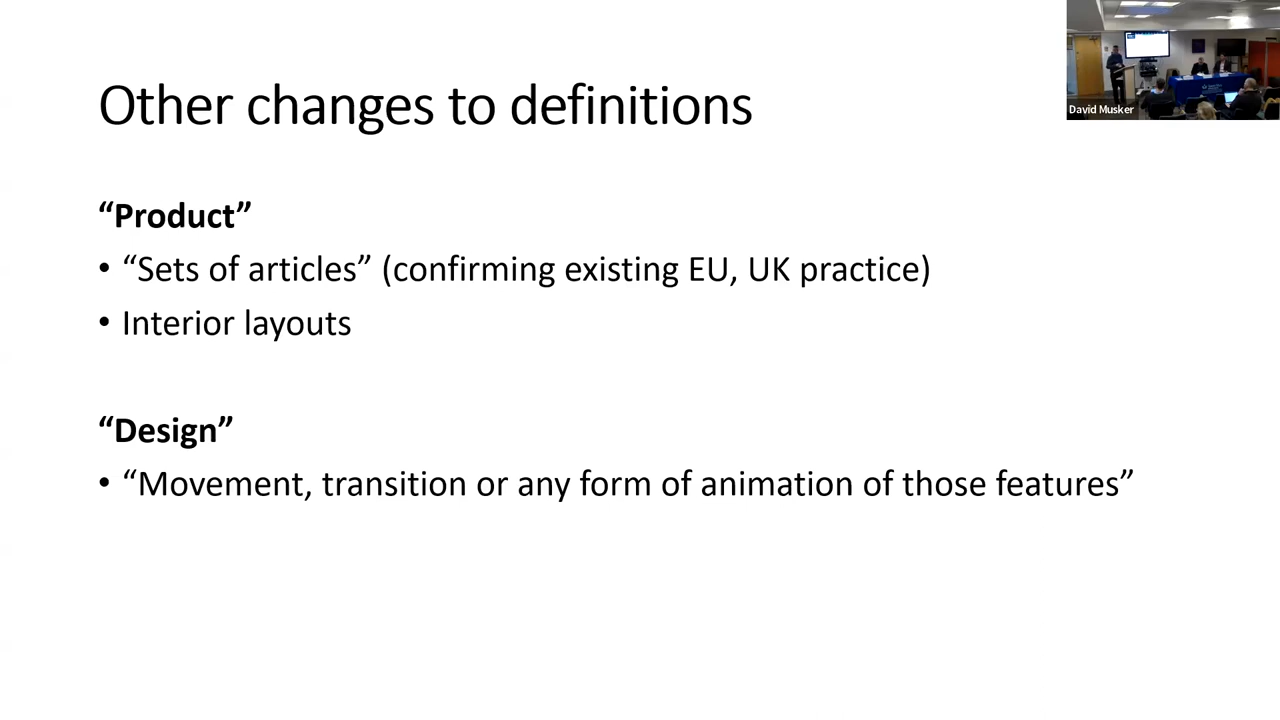 Other changes to definitions
David Musker
“Product”
• “Sets of articles” (confirming existing EU, UK practice)
• Interior layouts
“Design”
• “Movement, transition or any form of animation of those features”